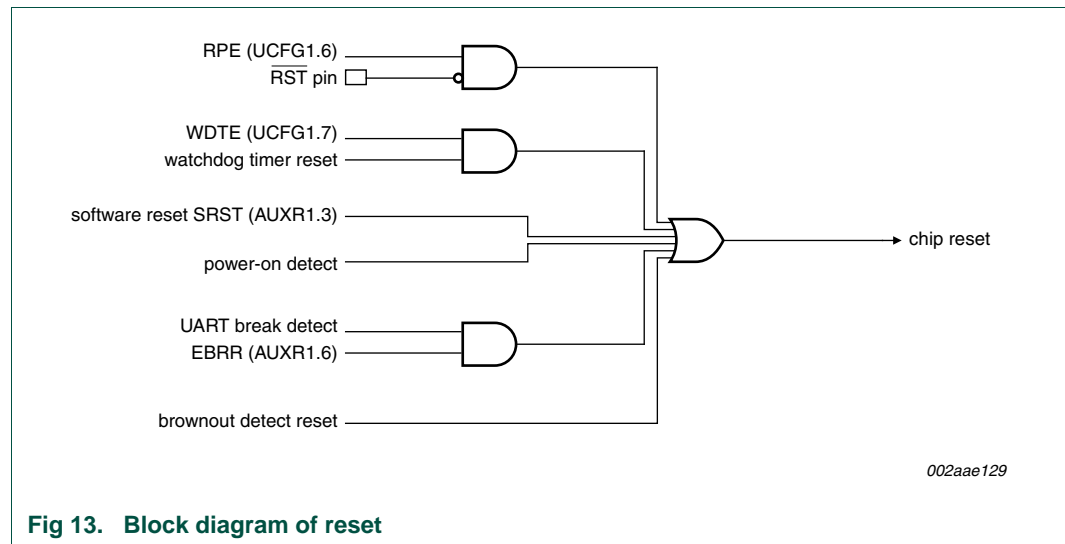 RPE (UCFG1.6)
RST pin
WDTE (UCFG1.7)
watchdog timer reset
software reset SRST (AUXR1.3)
power-on detect
chip reset
UART break detect
EBRR (AUXR1.6)
brownout detect reset
002aae129
Fig 13. Block diagram of reset